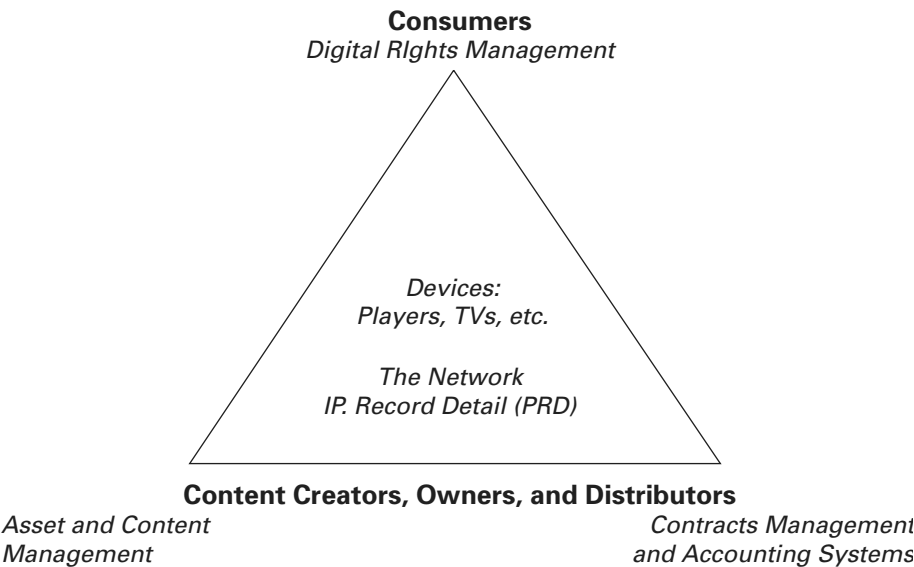 Consumers
Digital RIghts Management
Devices:
Players, TVs, etc.
The Network
IP. Record Detail (PRD)
Content Creators, Owners, and Distributors
Asset and Content
Management
Contracts Management
and Accounting Systems